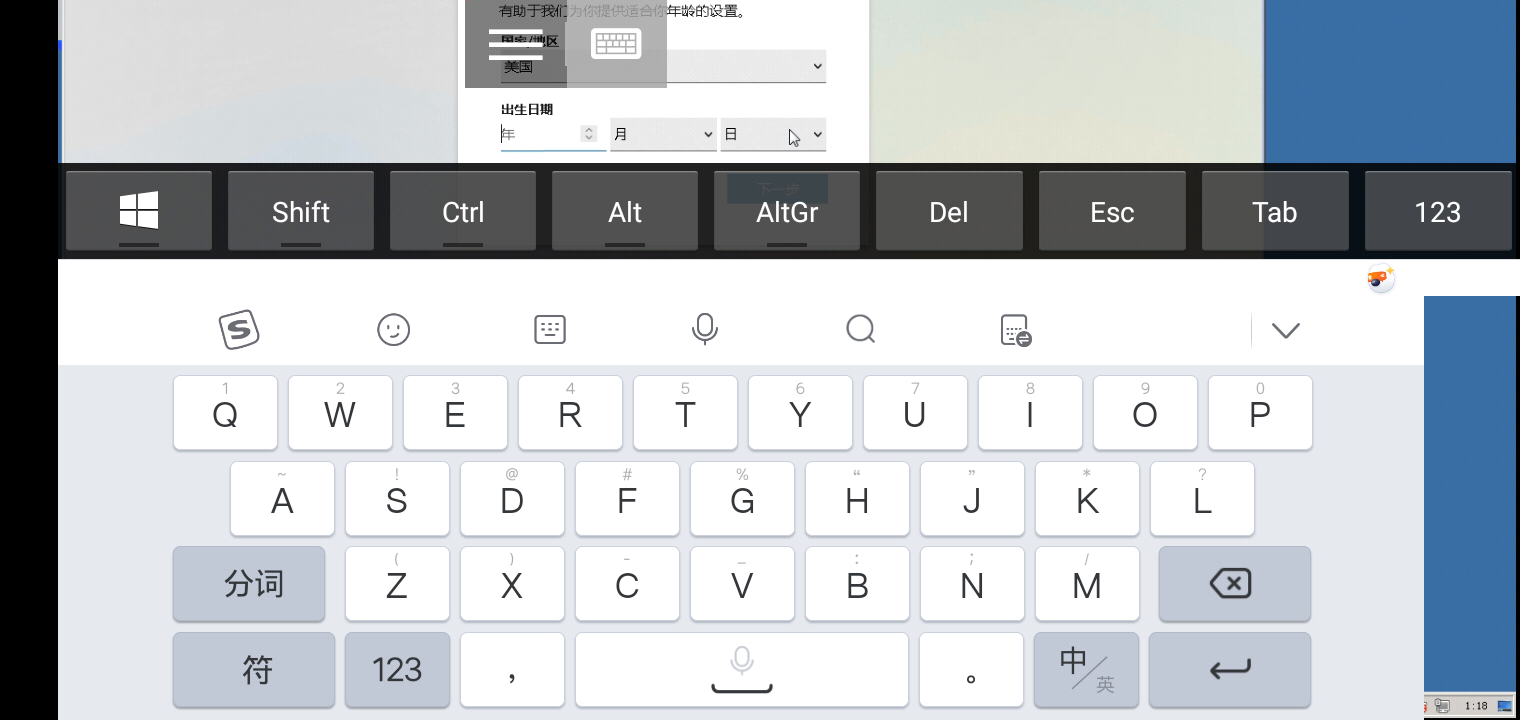 有助于我们为你提供适合你年龄的设置。
国家/地区
美国
出生日期
年 月 日
下一步
Shift Ctrl Alt AltGr Del Esc Tab 123
1 2 3 4 5 6 7 8 9 0
Q W E R T Y U I O P
~ ! @ # % “ ” * ?
A S D F G H J K L
( ) - _ : ; /
分词 Z X C V B N M
符 123 , 。 中/英
1:18